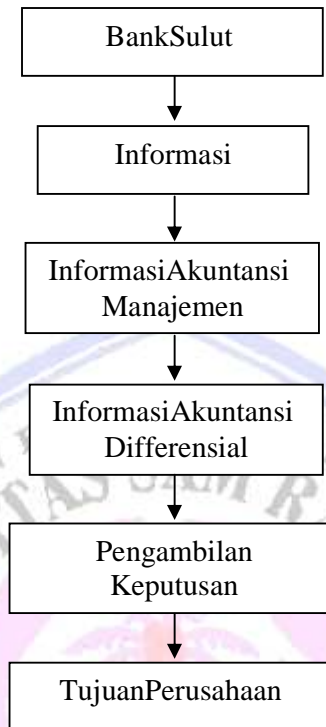 BankSulut
Informasi
InformasiAkuntansi
Manajemen
InformasiAkuntansi
Differensial
Pengambilan
Keputusan
TujuanPerusahaan